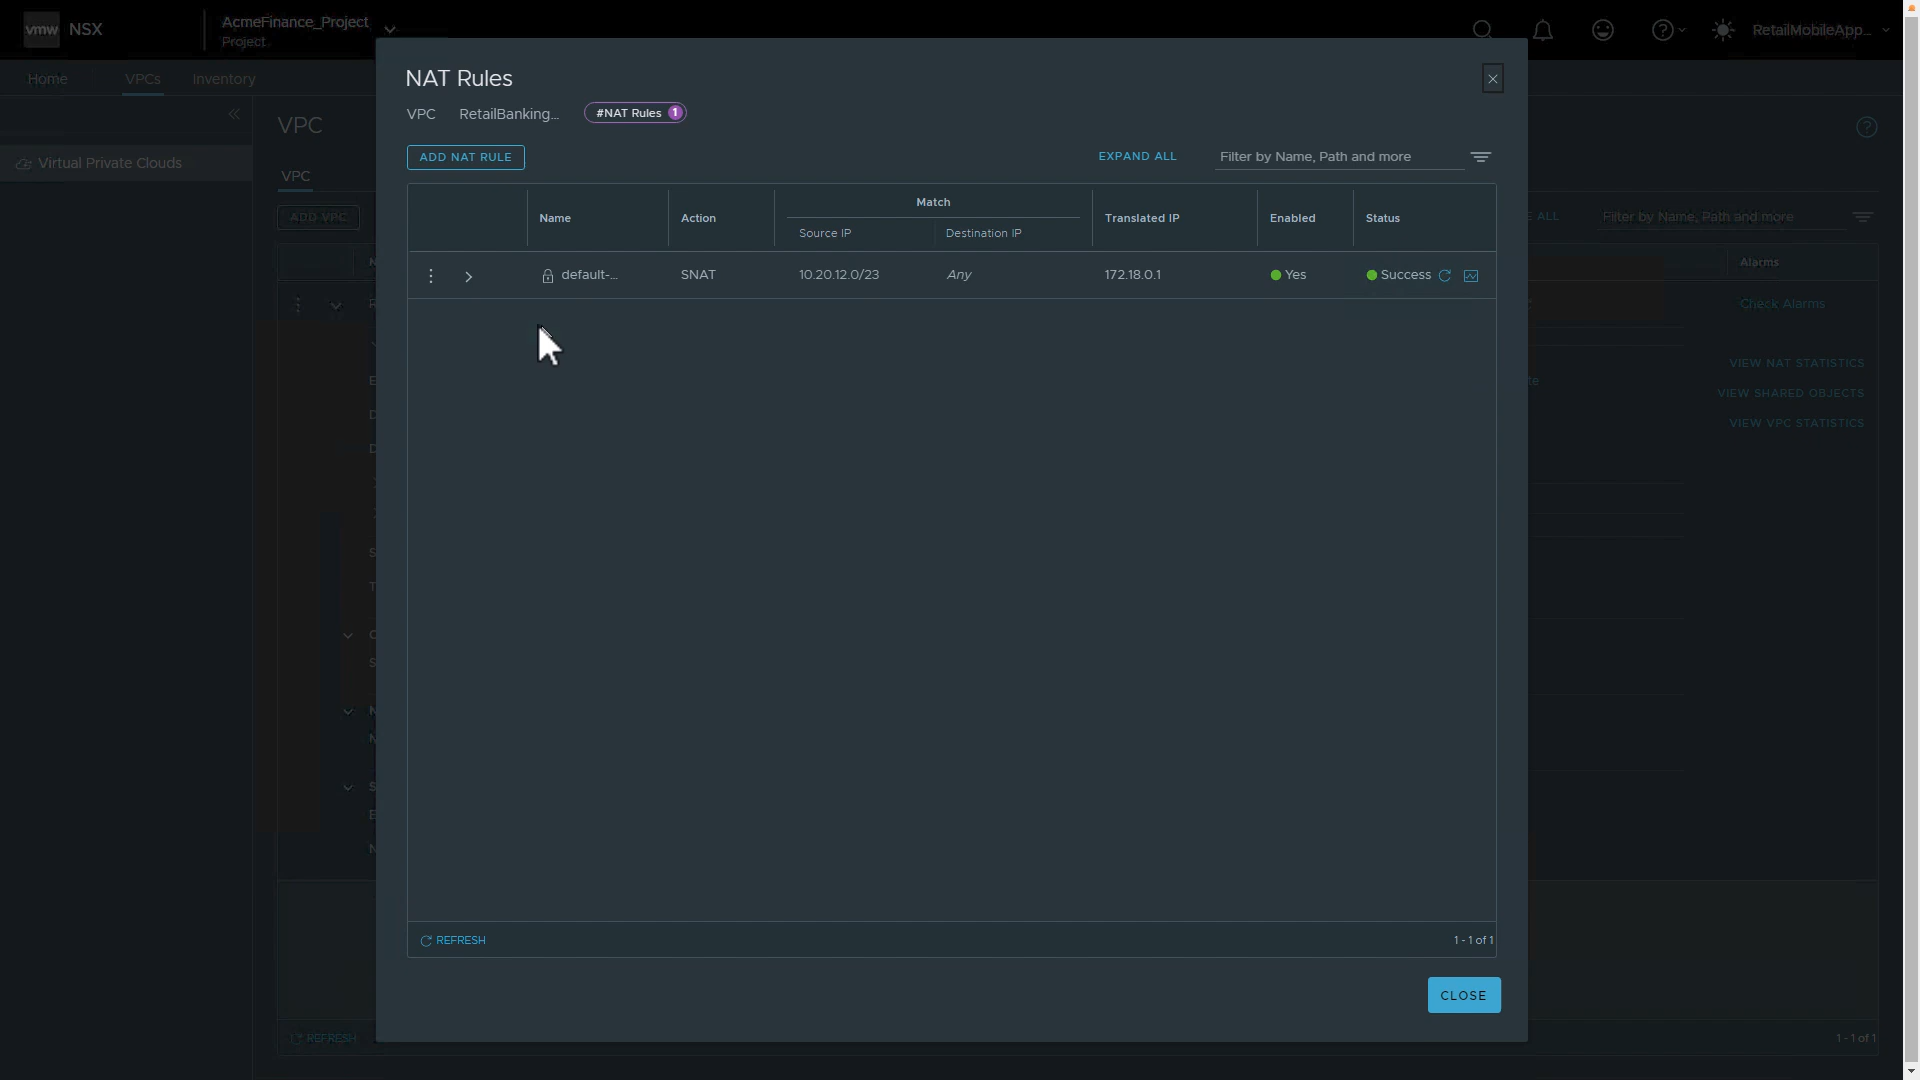 vmw NSX
AcmeFinance_Project
Project
RetailMobileApp...
Home VPCs Inventory
Virtual Private Clouds
VPC
VPC
ADD VPC
NAT Rules
VPC RetailBanking... #NAT Rules 1
ADD NAT RULE EXPAND ALL Filter by Name, Path and more
Name Action Match Translated IP Enabled Status
Source IP Destination IP
default-... SNAT 10.20.12.0/23 Any 172.18.0.1 Yes Success
REFRESH 1 - 1 of 1
CLOSE
ALL Filter by Name, Path and more
Alarms
Check Alarms
VIEW NAT STATISTICS
VIEW SHARED OBJECTS
VIEW VPC STATISTICS
REFRESH 1 - 1 of 1